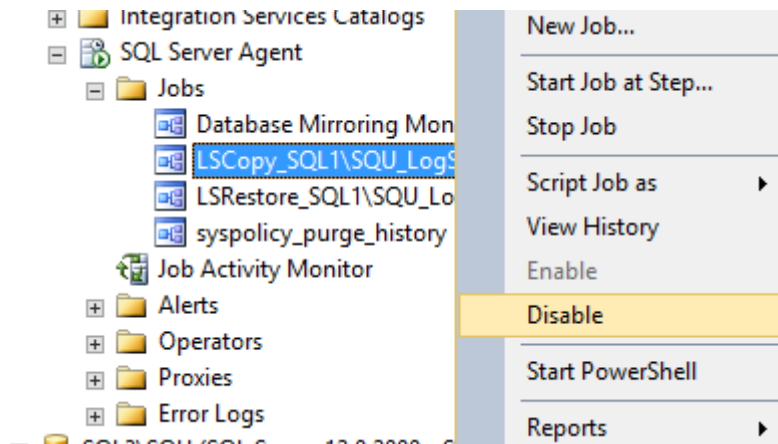 Integration Services Catalogs
SQL Server Agent
Jobs
Database Mirroring Mon
LSCopy_SQL1\SQU_LogS
LSRestore_SQL1\SQU_Lo
syspolicy_purge_history
Job Activity Monitor
Alerts
Operators
Proxies
Error Logs
New Job...
Start Job at Step...
Stop Job
Script Job as
View History
Enable
Disable
Start PowerShell
Reports